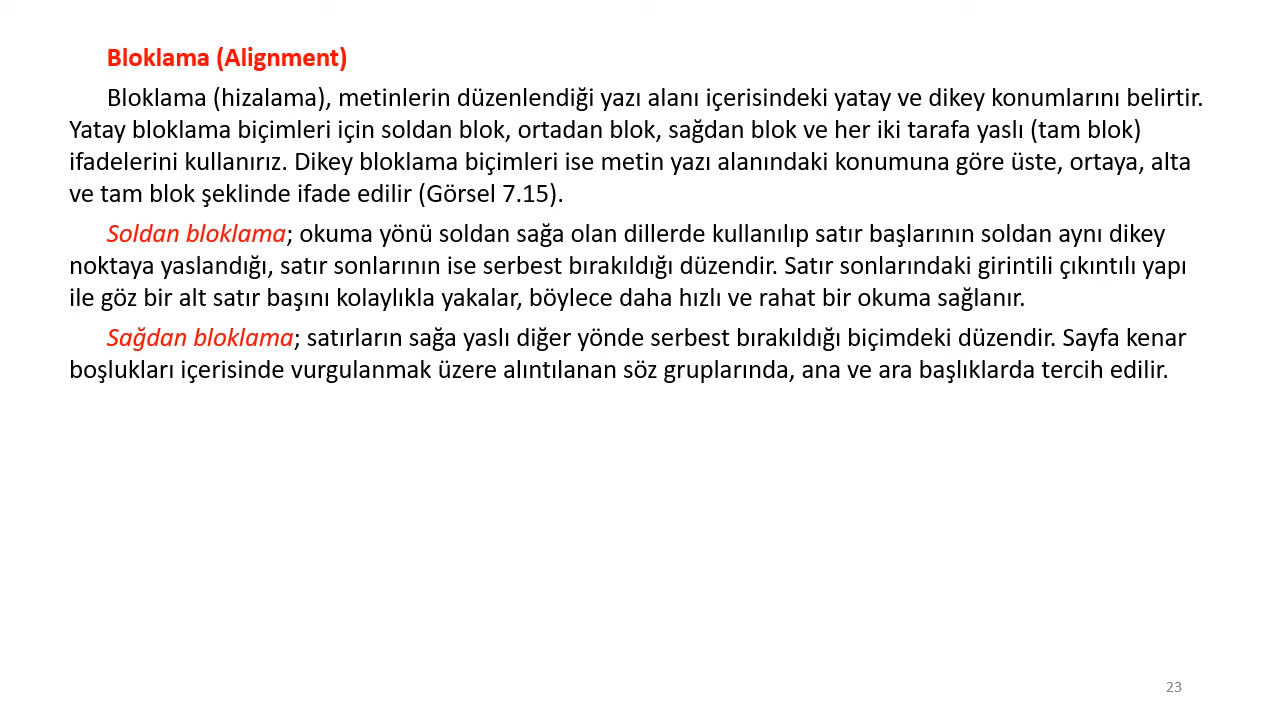 Bloklama (Alignment)
Bloklama (hizalama), metinlerin düzenlendiği yazı alanı içerisindeki yatay ve dikey konumlarını belirtir.
Yatay bloklama biçimleri için soldan blok, ortadan blok, sağdan blok ve her iki tarafa yaslı (tam blok)
ifadelerini kullanırız. Dikey bloklama biçimleri ise metin yazı alanındaki konumuna göre üste, ortaya, alta
ve tam blok şeklinde ifade edilir (Görsel 7.15).
Soldan bloklama; okuma yönü soldan sağa olan dillerde kullanılıp satır başlarının soldan aynı dikey
noktaya yaslandığı, satır sonlarının ise serbest bırakıldığı düzendir. Satır sonlarındaki girintili çıkıntılı yapı
ile göz bir alt satır başını kolaylıkla yakalar, böylece daha hızlı ve rahat bir okuma sağlanır.
Sağdan bloklama; satırların sağa yaslı diğer yönde serbest bırakıldığı biçimdeki düzendir. Sayfa kenar
boşlukları içerisinde vurgulanmak üzere alıntılanan söz gruplarında, ana ve ara başlıklarda tercih edilir.
23